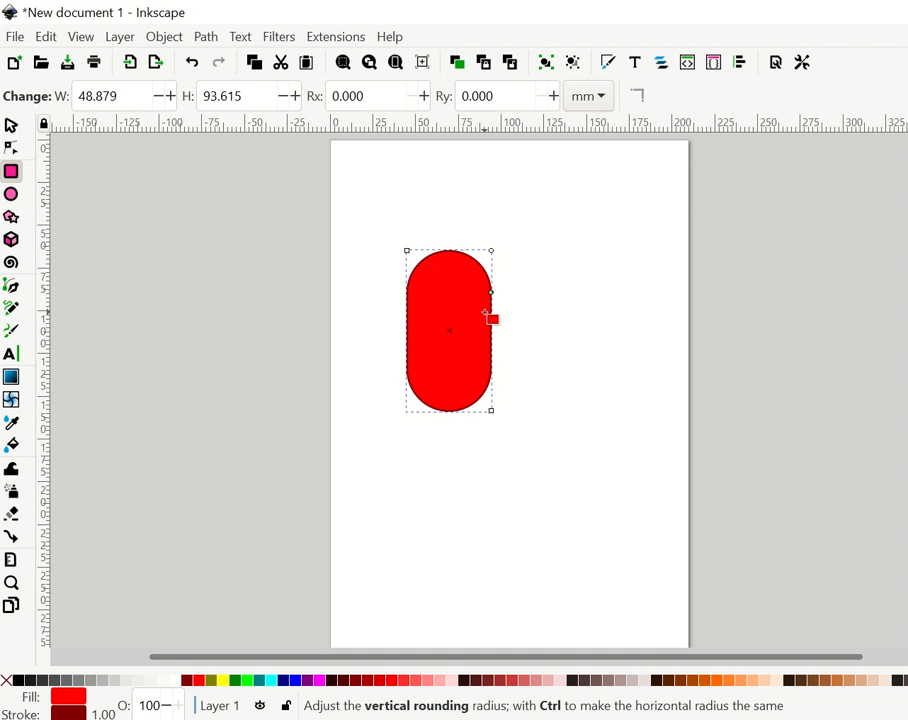 *New document 1 - Inkscape
File Edit View Layer Object Path Text Filters Extensions Help
Change: W: 48.879 H: 93.615 Rx: 0.000 Ry: 0.000 mm
-150 -125 -100 -75 -50 -25 0 25 50 75 100 125 150 175 200 225 250 275 300 325
Fill:
Stroke: 1.00 O: 100 Layer 1 Adjust the vertical rounding radius; with Ctrl to make the horizontal radius the same